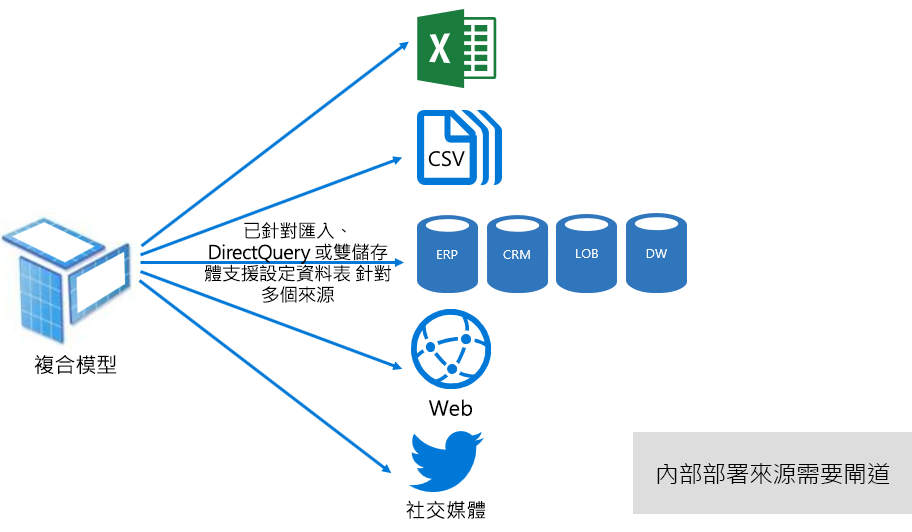 X
CSV
已針對匯入、
DirectQuery 或雙儲存
體支援設定資料表 針對
多個來源
ERP
CRM
LOB
DW
複合模型
Web
內部部署來源需要閘道
社交媒體